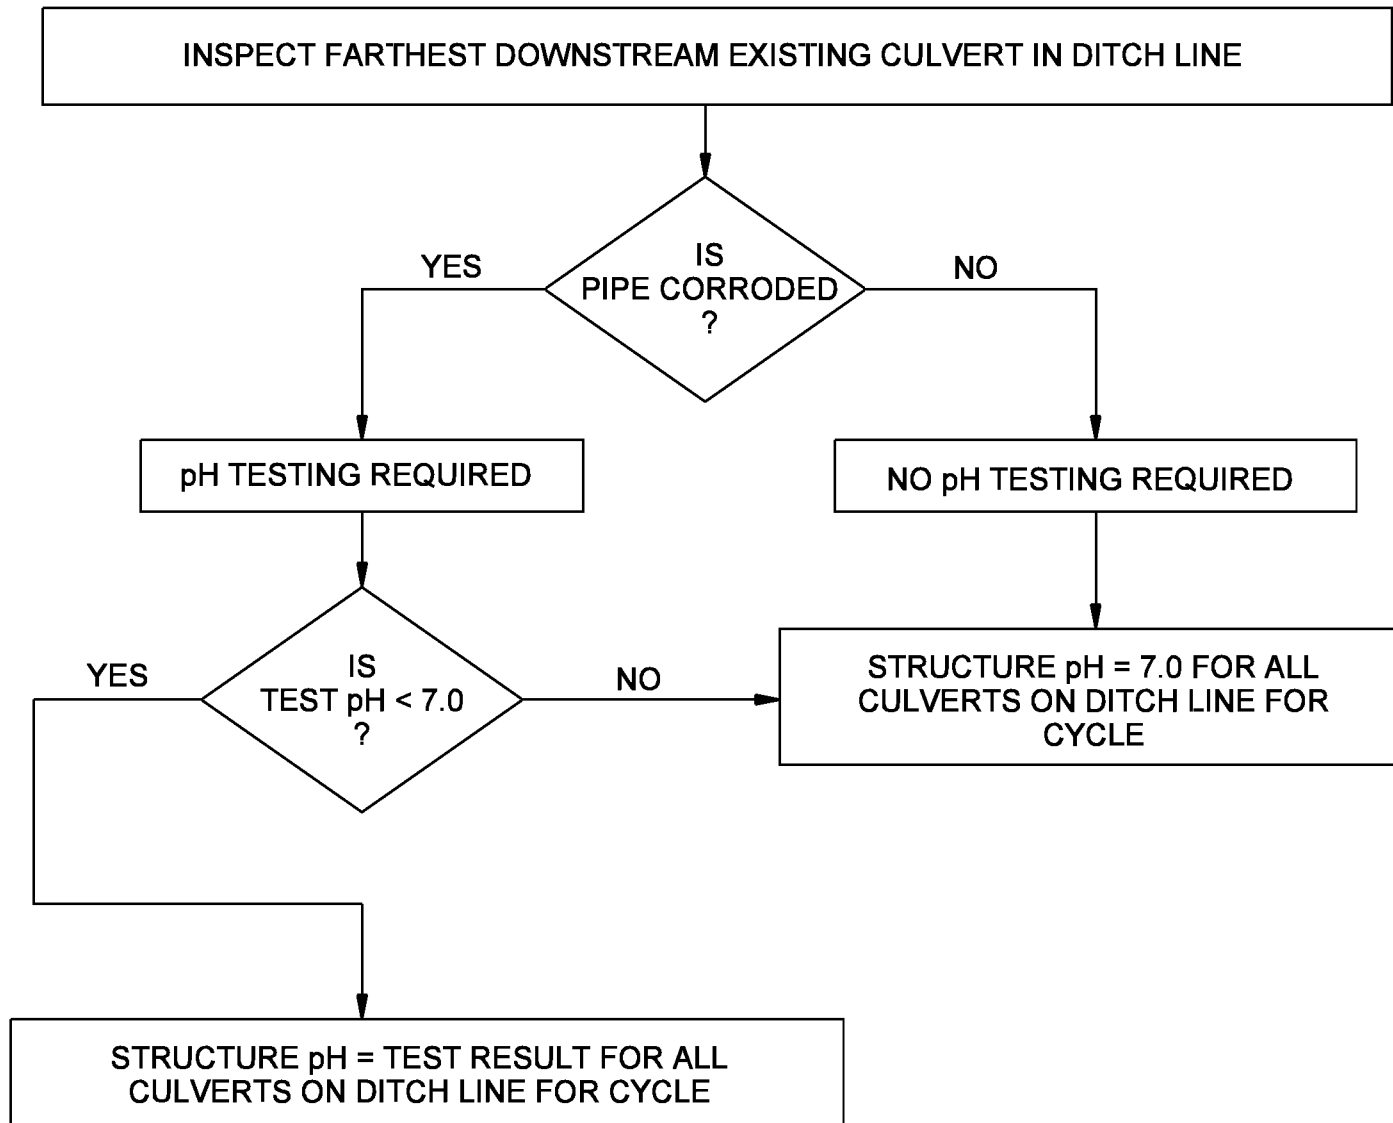 INSPECT FARTHEST DOWNSTREAM EXISTING CULVERT IN DITCH LINE
IS
PIPE CORRODED
?
YES
NO
pH TESTING REQUIRED
NO pH TESTING REQUIRED
IS
TEST pH < 7.0
?
YES
NO
STRUCTURE pH = 7.0 FOR ALL
CULVERTS ON DITCH LINE FOR
CYCLE
STRUCTURE pH = TEST RESULT FOR ALL
CULVERTS ON DITCH LINE FOR CYCLE